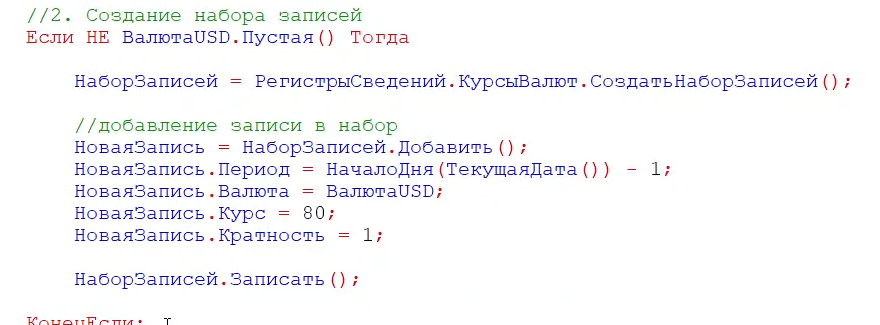 //2. Создание набора записей
Если НЕ ВалютаUSD.Пустая() Тогда
НаборЗаписей = РегистрыСведений.КурсыВалют.СоздатьНаборЗаписей();
//добавление записи в набор
НоваяЗапись = НаборЗаписей.Добавить();
НоваяЗапись.Период = НачалоДня(ТекущаяДата()) - 1;
НоваяЗапись.Валюта = ВалютаUSD;
НоваяЗапись.Курс = 80;
НоваяЗапись.Кратность = 1;
НаборЗаписей.Записать();
КонецЕсли;